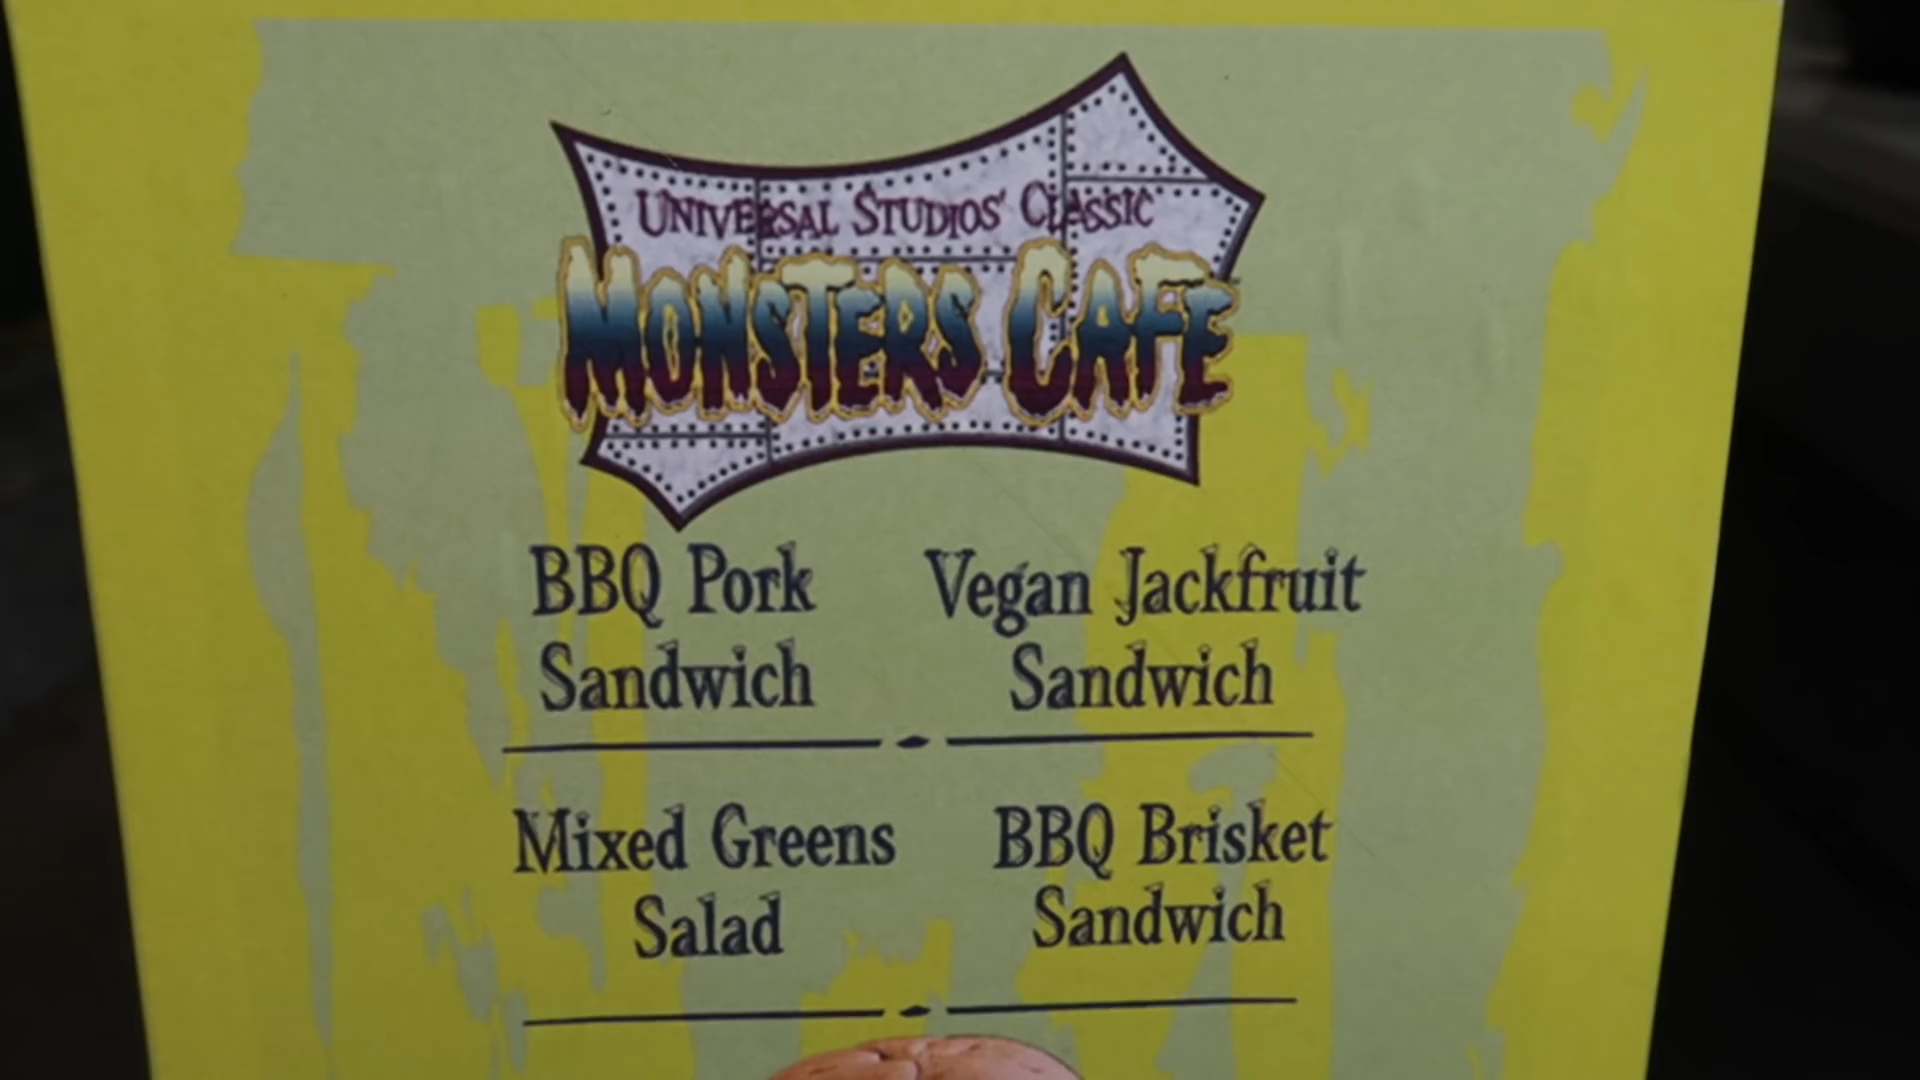 UNIVERSAL STUDIOS' CLASSIC
MONSTERS CAFE
BBQ Pork
Sandwich
Vegan Jackfruit
Sandwich
Mixed Greens
Salad
BBQ Brisket
Sandwich